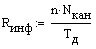 R_инф := n·N_кан / T_д